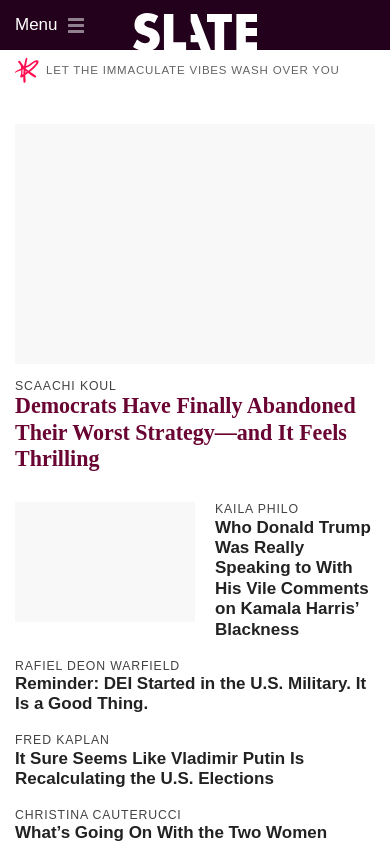 Menu
SLATE
LET THE IMMACULATE VIBES WASH OVER YOU
SCAACHI KOUL
Democrats Have Finally Abandoned
Their Worst Strategy—and It Feels
Thrilling
KAILA PHILO
Who Donald Trump
Was Really
Speaking to With
His Vile Comments
on Kamala Harris’
Blackness
RAFIEL DEON WARFIELD
Reminder: DEI Started in the U.S. Military. It
Is a Good Thing.
FRED KAPLAN
It Sure Seems Like Vladimir Putin Is
Recalculating the U.S. Elections
CHRISTINA CAUTERUCCI
What’s Going On With the Two Women